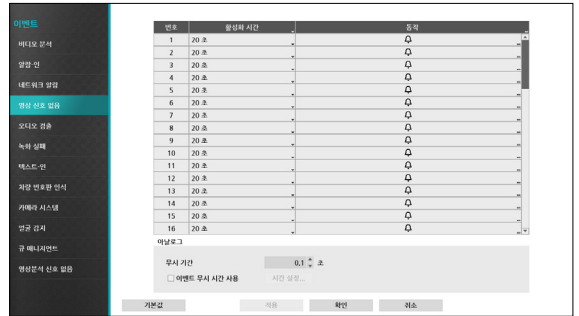 이벤트
비디오 분석
알람-인
네트워크 알람
영상 신호 없음
오디오 검출
녹화 실패
텍스트-인
차량 번호판 인식
카메라 시스템
얼굴 감지
큐 매니지먼트
영상분석 신호 없음
번호 활성화 시간 동작
1 20 초
2 20 초
3 20 초
4 20 초
5 20 초
6 20 초
7 20 초
8 20 초
9 20 초
10 20 초
11 20 초
12 20 초
13 20 초
14 20 초
15 20 초
16 20 초
아날로그
무시 기간 0.1 초
이벤트 무시 시간 사용 시간 설정...
기본값 적용 확인 취소